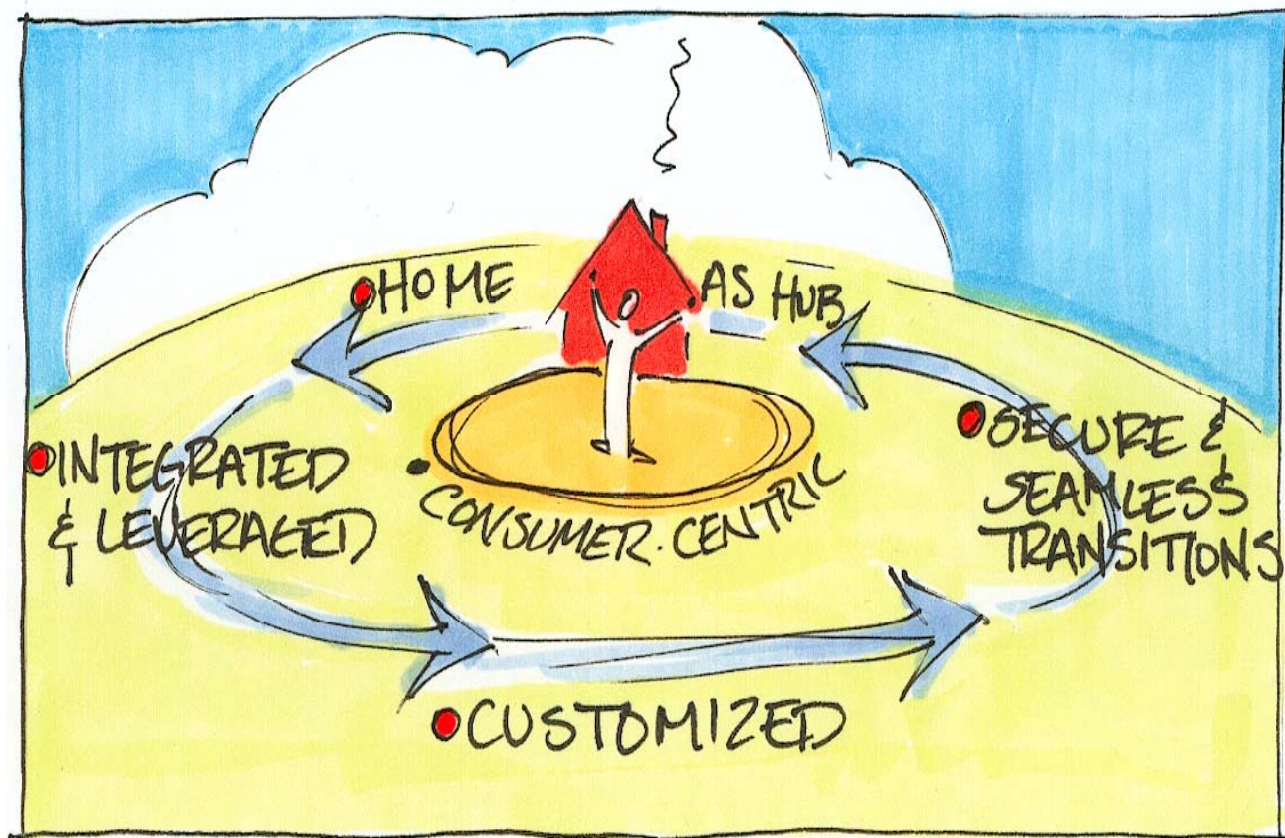 HOME AS HUB
INTEGRATED
& LEVERAGED
CONSUMER-CENTRIC
SECURE &
SEAMLESS
TRANSITIONS
CUSTOMIZED